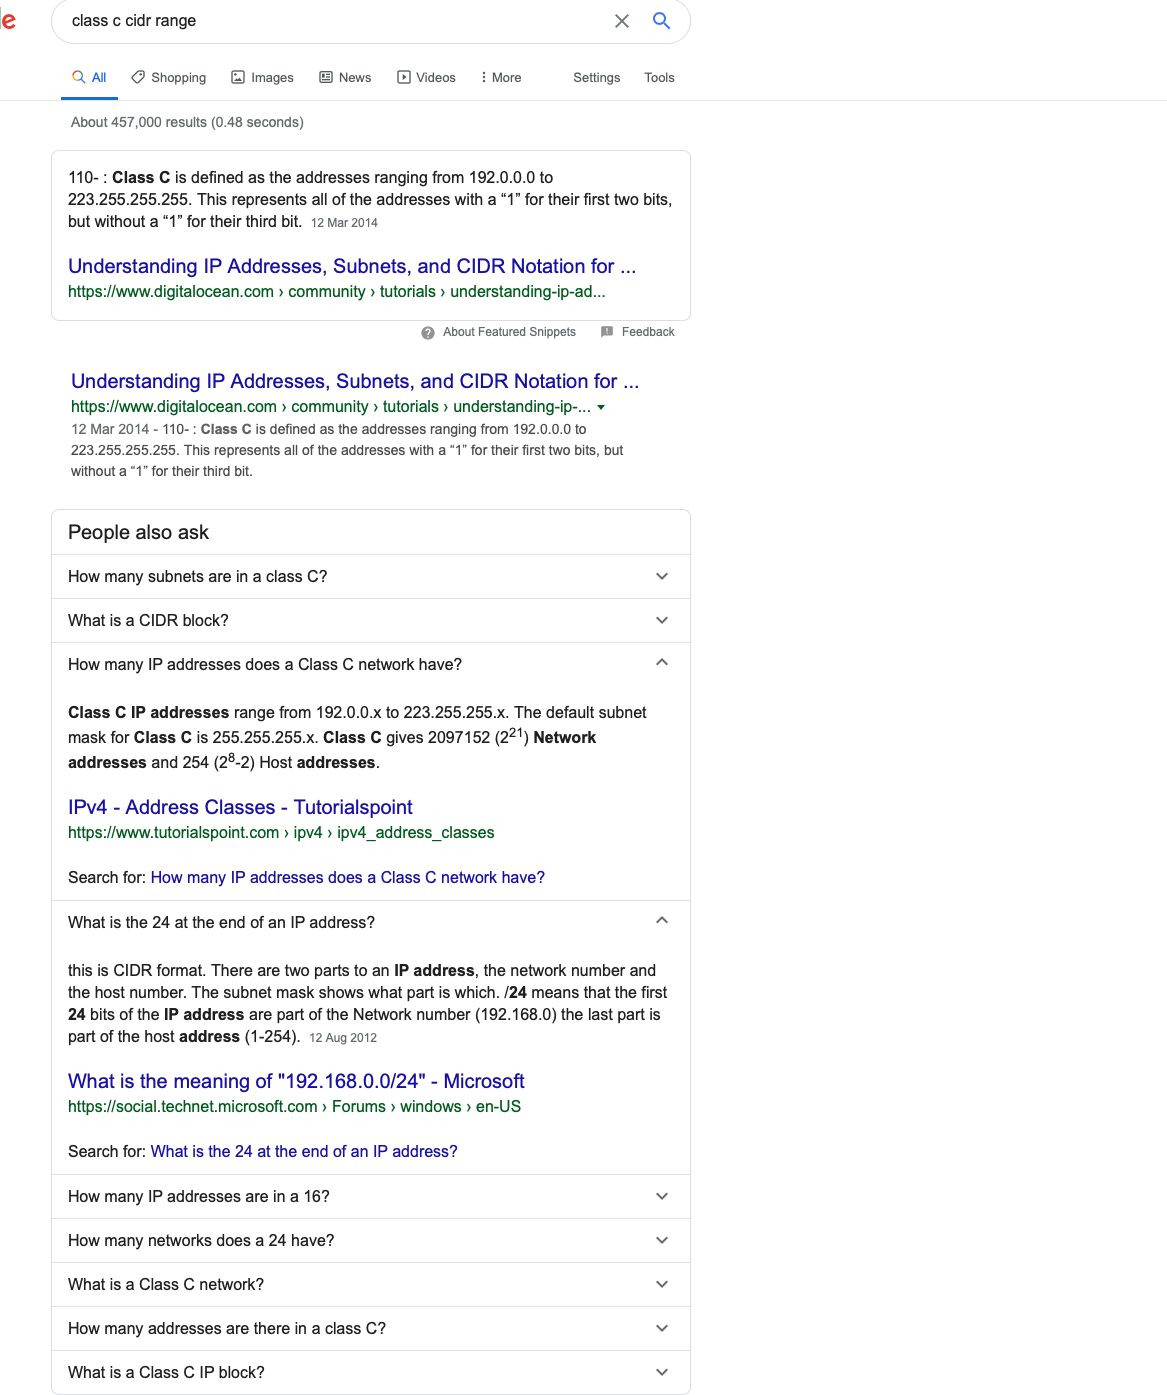 e
class c cidr range
All Shopping Images News Videos More Settings Tools
About 457,000 results (0.48 seconds)
110- : Class C is defined as the addresses ranging from 192.0.0.0 to
223.255.255.255. This represents all of the addresses with a “1” for their first two bits,
but without a “1” for their third bit. 12 Mar 2014
Understanding IP Addresses, Subnets, and CIDR Notation for ...
https://www.digitalocean.com › community › tutorials › understanding-ip-ad...
About Featured Snippets Feedback
Understanding IP Addresses, Subnets, and CIDR Notation for ...
https://www.digitalocean.com › community › tutorials › understanding-ip-...
12 Mar 2014 - 110- : Class C is defined as the addresses ranging from 192.0.0.0 to
223.255.255.255. This represents all of the addresses with a “1” for their first two bits, but
without a “1” for their third bit.
People also ask
How many subnets are in a class C?
What is a CIDR block?
How many IP addresses does a Class C network have?
Class C IP addresses range from 192.0.0.x to 223.255.255.x. The default subnet
mask for Class C is 255.255.255.x. Class C gives 2097152 (2²¹) Network
addresses and 254 (2⁸-2) Host addresses.
IPv4 - Address Classes - Tutorialspoint
https://www.tutorialspoint.com › ipv4 › ipv4_address_classes
Search for: How many IP addresses does a Class C network have?
What is the 24 at the end of an IP address?
this is CIDR format. There are two parts to an IP address, the network number and
the host number. The subnet mask shows what part is which. /24 means that the first
24 bits of the IP address are part of the Network number (192.168.0) the last part is
part of the host address (1-254). 12 Aug 2012
What is the meaning of "192.168.0.0/24" - Microsoft
https://social.technet.microsoft.com › Forums › windows › en-US
Search for: What is the 24 at the end of an IP address?
How many IP addresses are in a 16?
How many networks does a 24 have?
What is a Class C network?
How many addresses are there in a class C?
What is a Class C IP block?